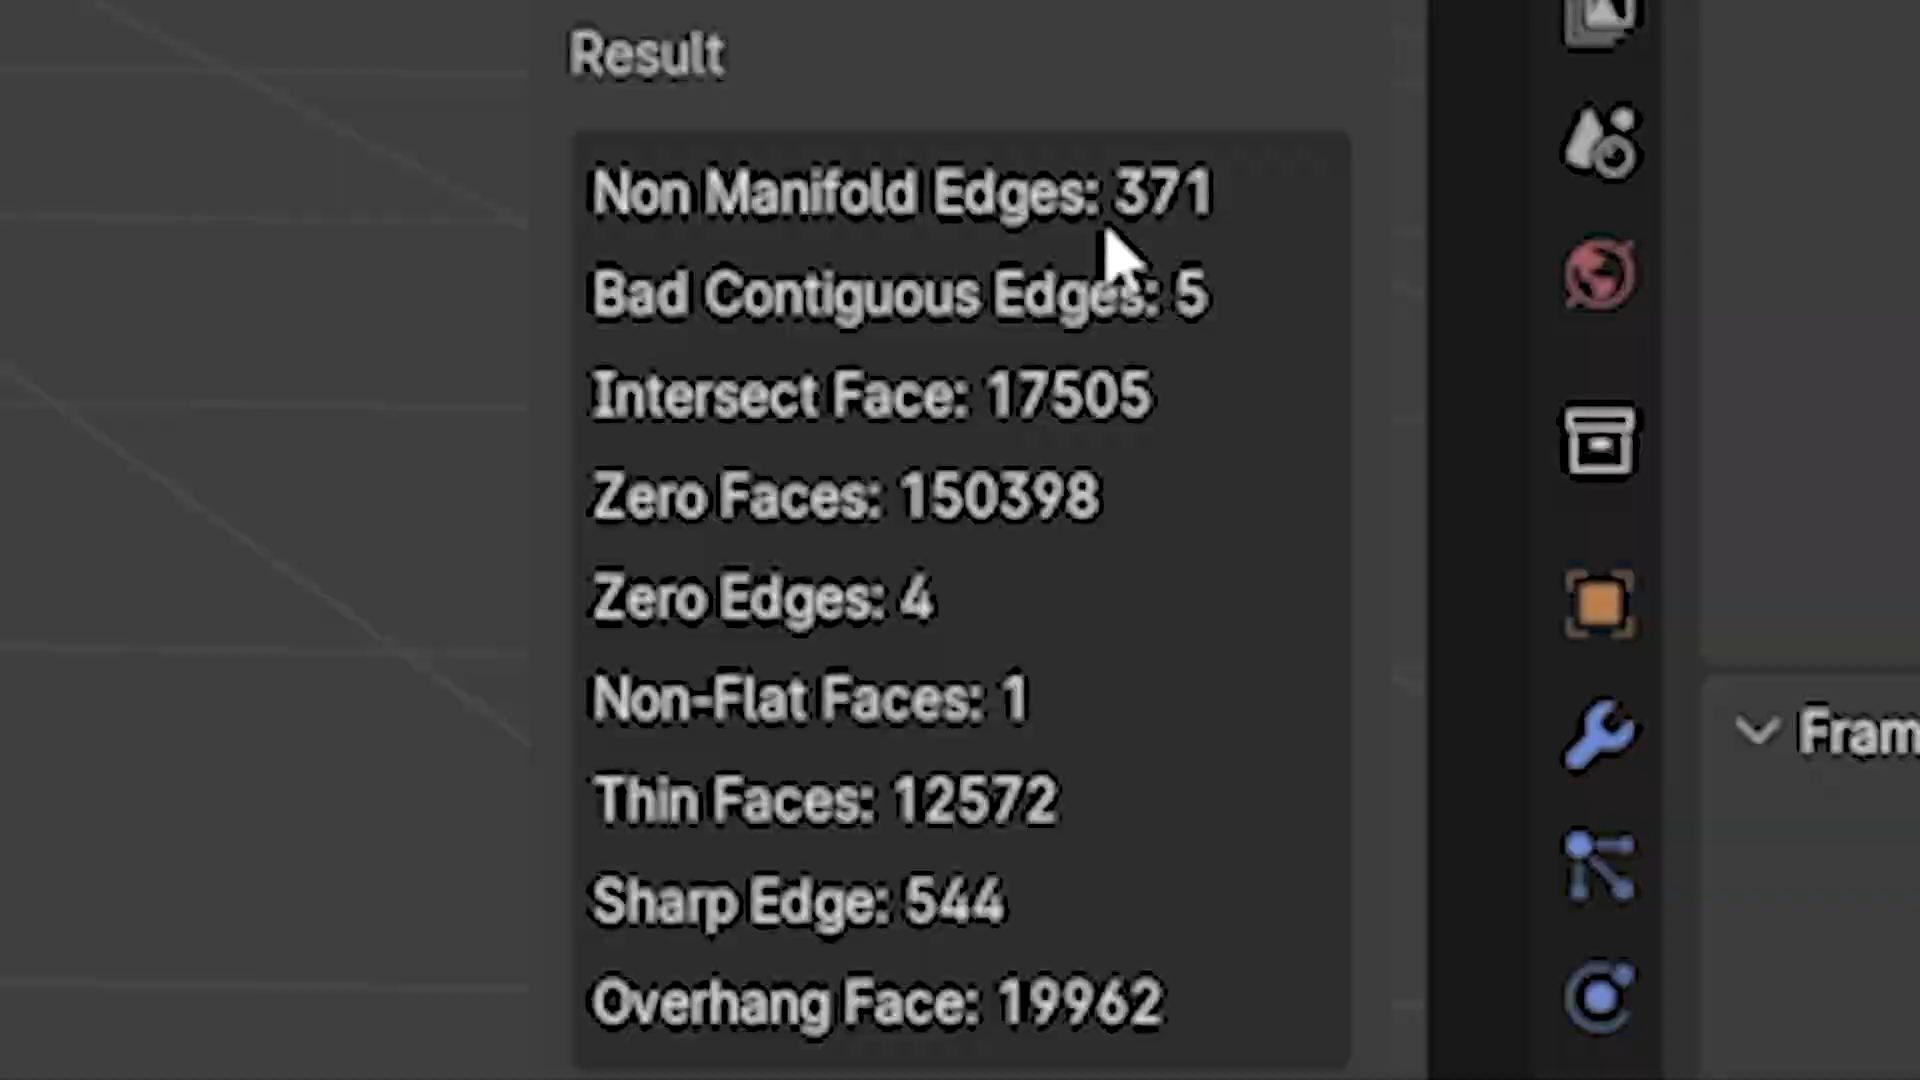 Result
Non Manifold Edges: 371
Bad Contiguous Edges: 5
Intersect Face: 17505
Zero Faces: 150398
Zero Edges: 4
Non-Flat Faces: 1
Fram
Thin Faces: 12572
Sharp Edge: 544
Overhang Face: 19962